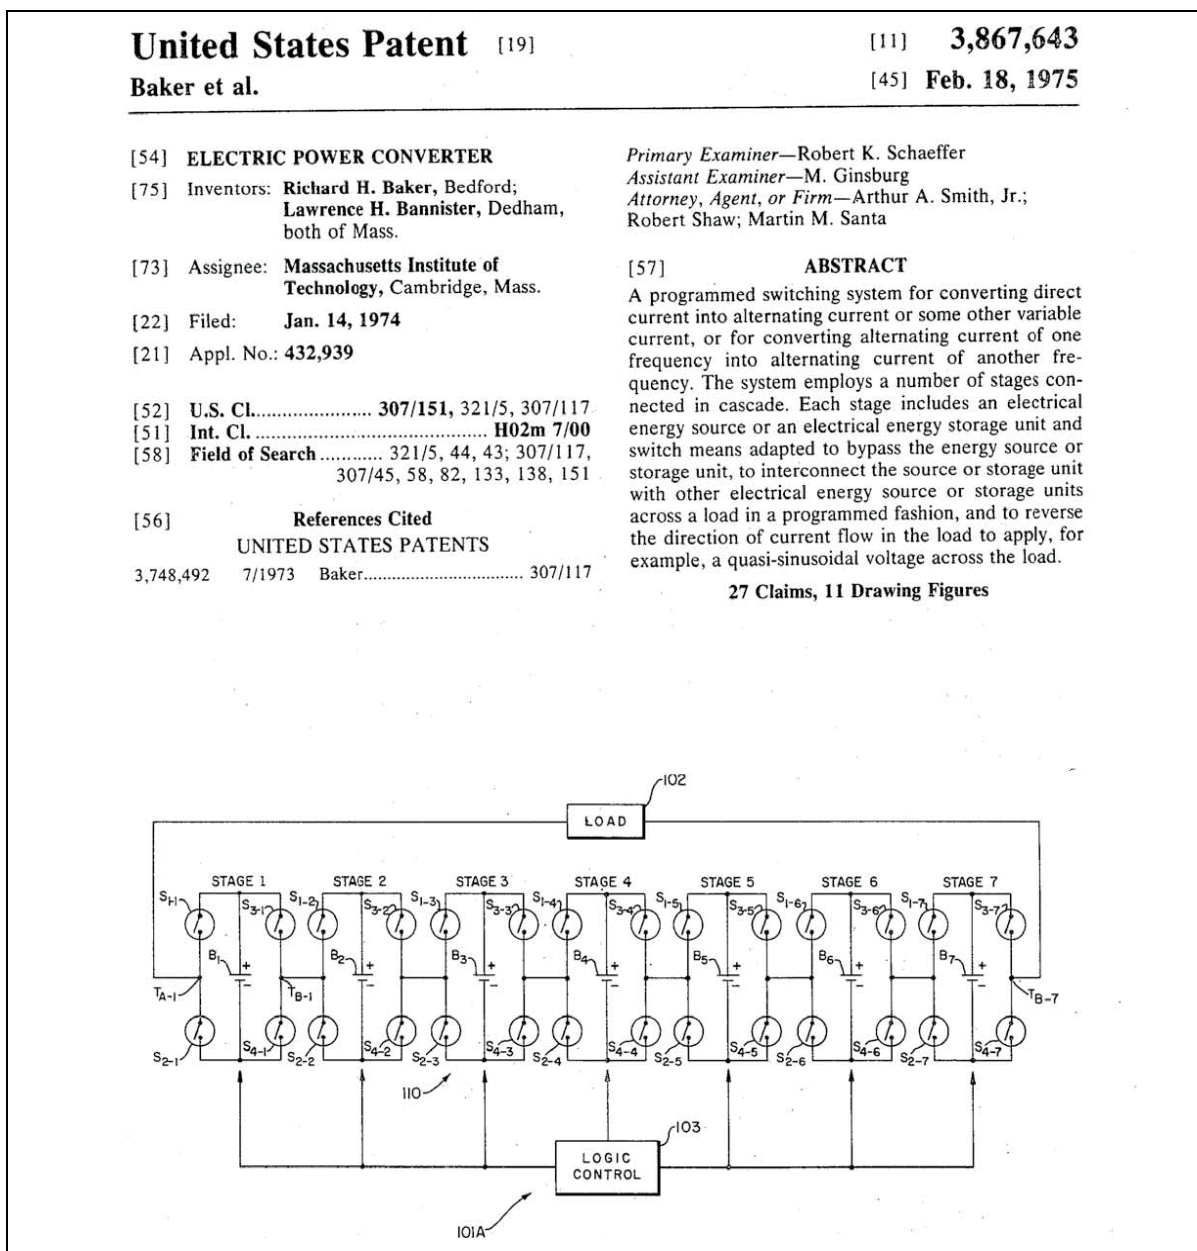 United States Patent [19]
Baker et al.
[11] 3,867,643
[45] Feb. 18, 1975
[54] ELECTRIC POWER CONVERTER
[75] Inventors: Richard H. Baker, Bedford;
Lawrence H. Bannister, Dedham,
both of Mass.
[73] Assignee: Massachusetts Institute of
Technology, Cambridge, Mass.
[22] Filed: Jan. 14, 1974
[21] Appl. No.: 432,939
[52] U.S. Cl....................... 307/151, 321/5, 307/117
[51] Int. Cl. ........................................... H02m 7/00
[58] Field of Search ............ 321/5, 44, 43; 307/117,
307/45, 58, 82, 133, 138, 151
[56] References Cited
UNITED STATES PATENTS
3,748,492 7/1973 Baker................................. 307/117
Primary Examiner—Robert K. Schaeffer
Assistant Examiner—M. Ginsburg
Attorney, Agent, or Firm—Arthur A. Smith, Jr.;
Robert Shaw; Martin M. Santa
[57] ABSTRACT
A programmed switching system for converting direct
current into alternating current or some other variable
current, or for converting alternating current of one
frequency into alternating current of another fre-
quency. The system employs a number of stages con-
nected in cascade. Each stage includes an electrical
energy source or an electrical energy storage unit and
switch means adapted to bypass the energy source or
storage unit, to interconnect the source or storage unit
with other electrical energy source or storage units
across a load in a programmed fashion, and to reverse
the direction of current flow in the load to apply, for
example, a quasi-sinusoidal voltage across the load.
27 Claims, 11 Drawing Figures
102
LOAD
STAGE 1 STAGE 2 STAGE 3 STAGE 4 STAGE 5 STAGE 6 STAGE 7
S1-1 S3-1 S1-2 S3-2 S1-3 S3-3 S1-4 S3-4 S1-5 S3-5 S1-6 S3-6 S1-7 S3-7
B1 + - B2 + - B3 + - B4 + - B5 + - B6 + - B7 + -
TA-1 TB-1 TB-7
S2-1 S4-1 S2-2 S4-2 S2-3 S4-3 S2-4 S4-4 S2-5 S4-5 S2-6 S4-6 S2-7 S4-7
110
103
LOGIC
CONTROL
101A